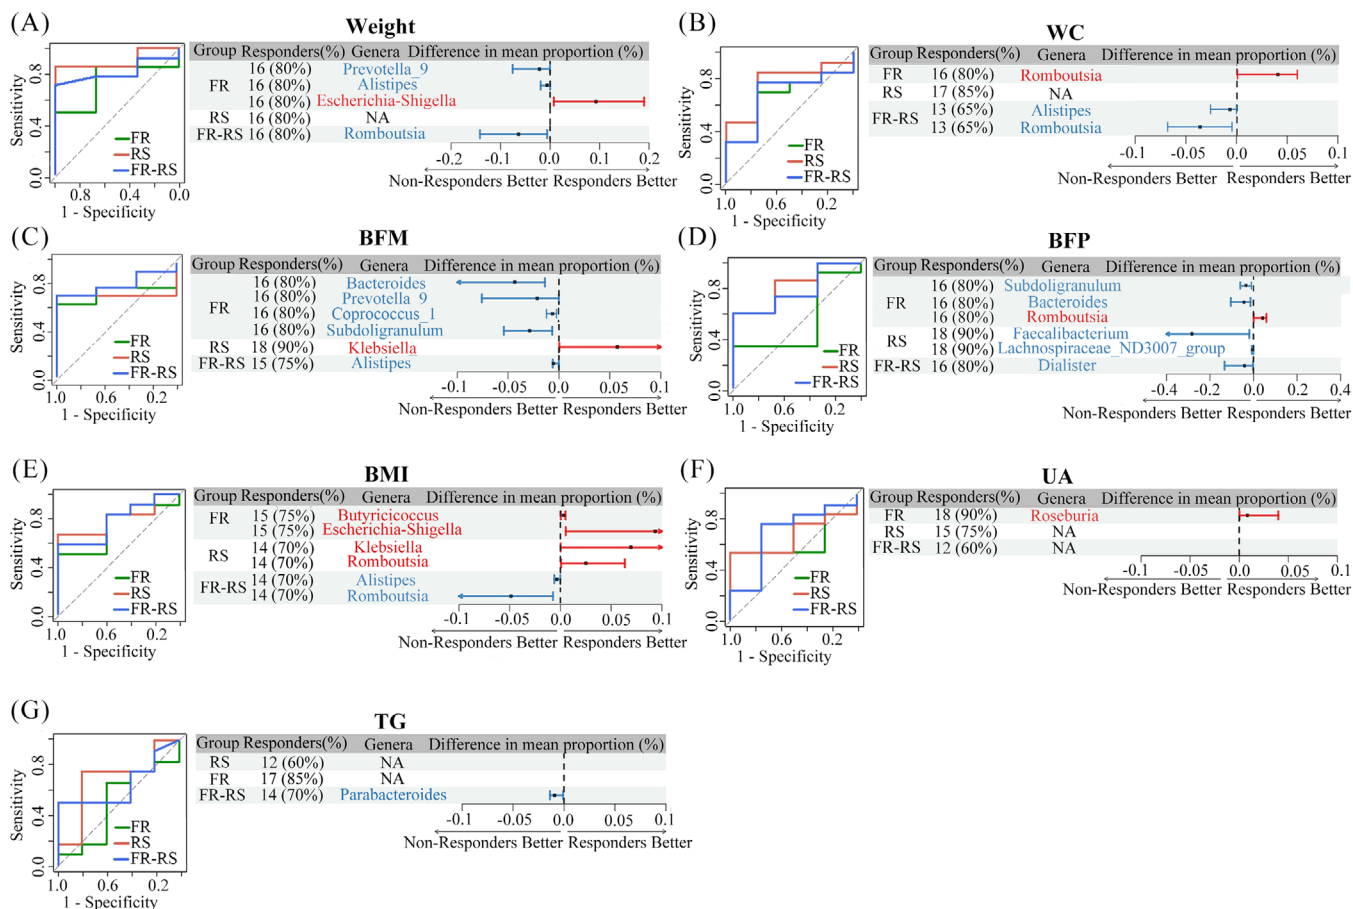 (A)
Weight
Group Responders(%) Genera Difference in mean proportion (%)
16 (80%) Prevotella_9
FR 16 (80%) Alistipes
16 (80%) Escherichia-Shigella
RS 16 (80%) NA
FR-RS 16 (80%) Romboutsia
-0.2 -0.1 0.0 0.1 0.2
Non-Responders Better Responders Better
Sensitivity
0.0 0.4 0.8
FR
RS
FR-RS
0.8 0.4 0.0
1 - Specificity
(B)
WC
Group Responders(%) Genera Difference in mean proportion (%)
FR 16 (80%) Romboutsia
RS 17 (85%) NA
FR-RS 13 (65%) Alistipes
13 (65%) Romboutsia
-0.1 -0.05 0.0 0.05 0.1
Non-Responders Better Responders Better
Sensitivity
0.0 0.4 0.8
FR
RS
FR-RS
1.0 0.6 0.2
1 - Specificity
(C)
BFM
Group Responders(%) Genera Difference in mean proportion (%)
16 (80%) Bacteroides
FR 16 (80%) Prevotella_9
16 (80%) Coprococcus_1
16 (80%) Subdoligranulum
RS 18 (90%) Klebsiella
FR-RS 15 (75%) Alistipes
-0.1 -0.05 0.0 0.05 0.1
Non-Responders Better Responders Better
Sensitivity
0.0 0.4 0.8
FR
RS
FR-RS
1.0 0.6 0.2
1 - Specificity
(D)
BFP
Group Responders(%) Genera Difference in mean proportion (%)
16 (80%) Subdoligranulum
FR 16 (80%) Bacteroides
16 (80%) Romboutsia
RS 18 (90%) Faecalibacterium
18 (90%) Lachnospiraceae_ND3007_group
FR-RS 16 (80%) Dialister
-0.4 -0.2 0.0 0.2 0.4
Non-Responders Better Responders Better
Sensitivity
0.0 0.4 0.8
FR
RS
FR-RS
1.0 0.6 0.2
1 - Specificity
(E)
BMI
Group Responders(%) Genera Difference in mean proportion (%)
FR 15 (75%) Butyricicoccus
15 (75%) Escherichia-Shigella
RS 14 (70%) Klebsiella
14 (70%) Romboutsia
FR-RS 14 (70%) Alistipes
14 (70%) Romboutsia
-0.1 -0.05 0.0 0.05 0.1
Non-Responders Better Responders Better
Sensitivity
0.0 0.4 0.8
FR
RS
FR-RS
1.0 0.6 0.2
1 - Specificity
(F)
UA
Group Responders(%) Genera Difference in mean proportion (%)
FR 18 (90%) Roseburia
RS 15 (75%) NA
FR-RS 12 (60%) NA
-0.1 -0.05 0.0 0.05 0.1
Non-Responders Better Responders Better
Sensitivity
0.0 0.4 0.8
FR
RS
FR-RS
1.0 0.6 0.2
1 - Specificity
(G)
TG
Group Responders(%) Genera Difference in mean proportion (%)
RS 12 (60%) NA
FR 17 (85%) NA
FR-RS 14 (70%) Parabacteroides
-0.1 -0.05 0.0 0.05 0.1
Non-Responders Better Responders Better
Sensitivity
0.0 0.4 0.8
FR
RS
FR-RS
1.0 0.6 0.2
1 - Specificity